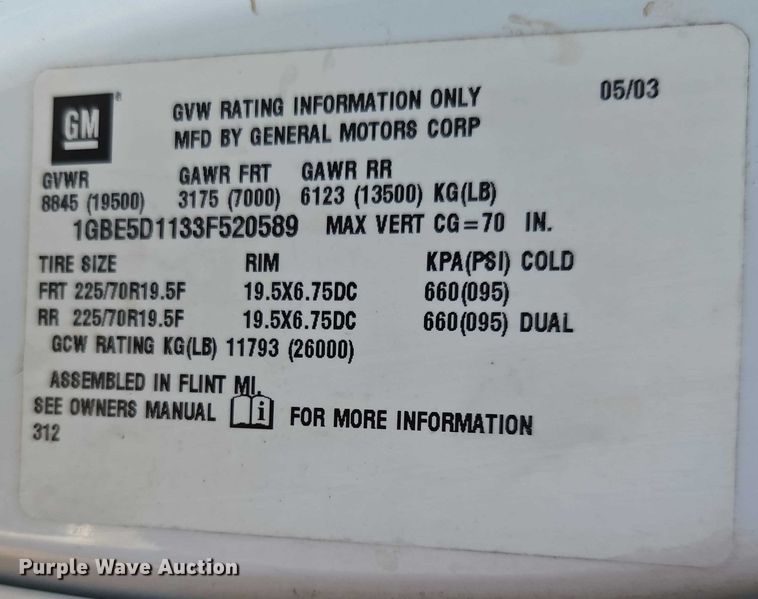 GM ®
GVW RATING INFORMATION ONLY 05/03
MFD BY GENERAL MOTORS CORP
GVWR GAWR FRT GAWR RR
8845 (19500) 3175 (7000) 6123 (13500) KG(LB)
1GBE5D1133F520589 MAX VERT CG=70 IN.
TIRE SIZE RIM KPA(PSI) COLD
FRT 225/70R19.5F 19.5X6.75DC 660(095)
RR 225/70R19.5F 19.5X6.75DC 660(095) DUAL
GCW RATING KG(LB) 11793 (26000)
ASSEMBLED IN FLINT MI.
SEE OWNERS MANUAL i FOR MORE INFORMATION
312
Purple Wave Auction